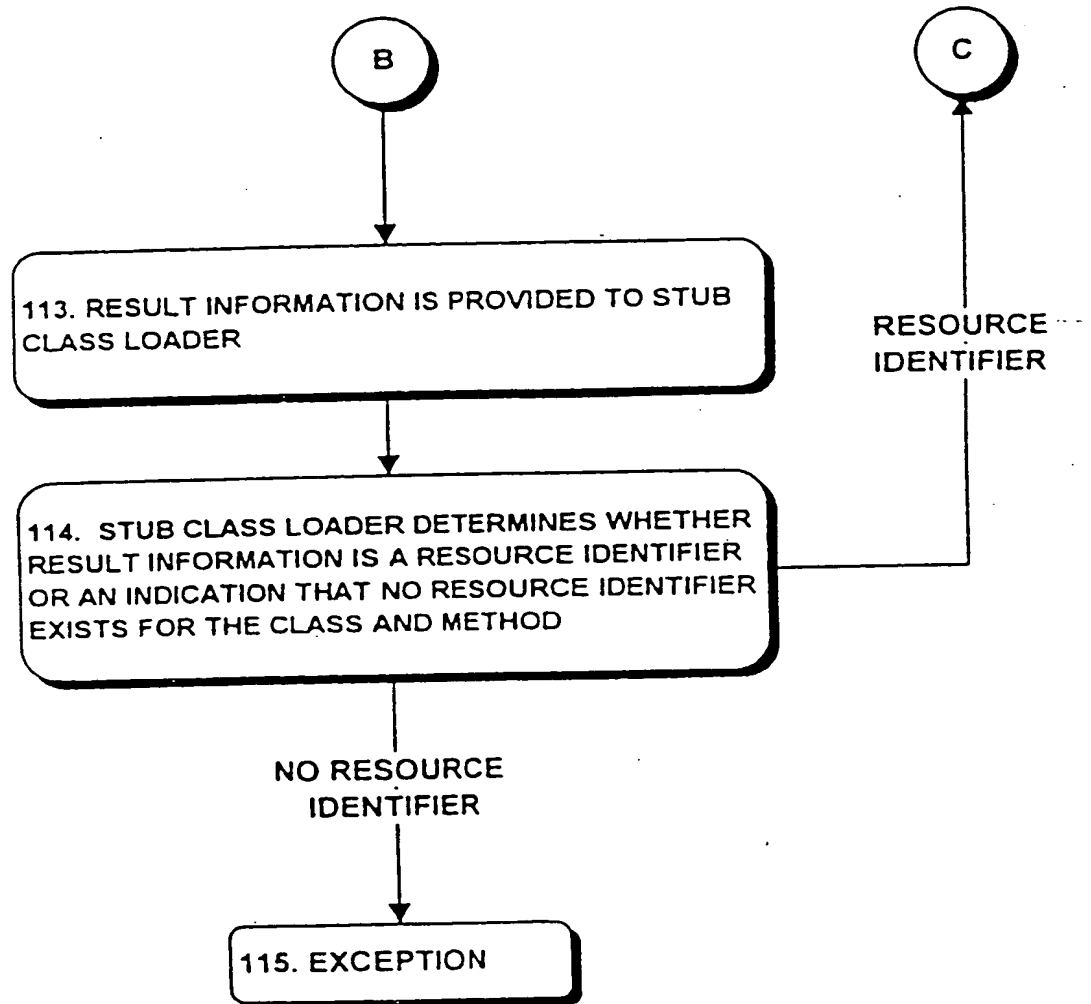 B
C
113. RESULT INFORMATION IS PROVIDED TO STUB
CLASS LOADER
RESOURCE
IDENTIFIER
114. STUB CLASS LOADER DETERMINES WHETHER
RESULT INFORMATION IS A RESOURCE IDENTIFIER
OR AN INDICATION THAT NO RESOURCE IDENTIFIER
EXISTS FOR THE CLASS AND METHOD
NO RESOURCE
IDENTIFIER
115. EXCEPTION